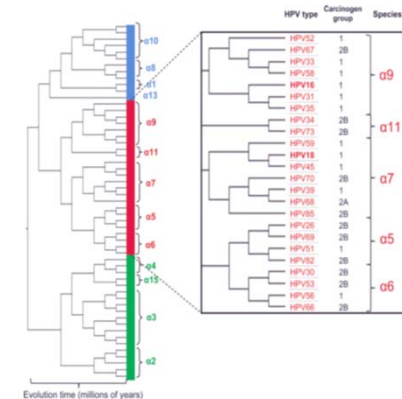 HPV type Carcinogen group Species
α10
α8
α1
α13
α9
α11
α7
α5
α6
α4
α15
α3
α2
Evolution time (millions of years)
HPV52 1
HPV67 2B
HPV33 1
HPV58 1
HPV16 1
HPV31 1
HPV35 1
α9
HPV34 2B
HPV73 2B
α11
HPV59 1
HPV18 1
HPV45 1
HPV70 2B
HPV39 1
HPV68 2A
HPV85 2B
α7
HPV26 2B
HPV69 2B
HPV51 1
HPV82 2B
α5
HPV30 2B
HPV53 2B
HPV56 1
HPV66 2B
α6